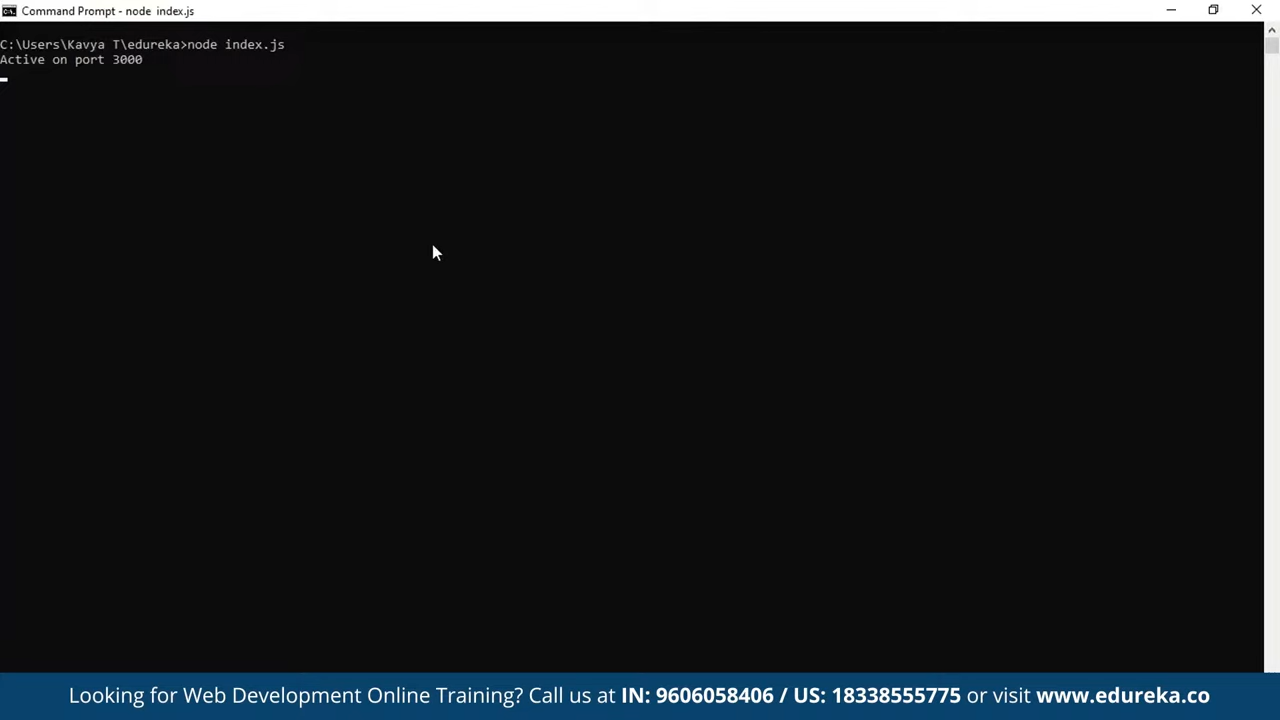 Command Prompt - node  index.js
C:\Users\Kavya T\edureka>node index.js
Active on port 3000
Looking for Web Development Online Training? Call us at IN: 9606058406 / US: 18338555775 or visit www.edureka.co